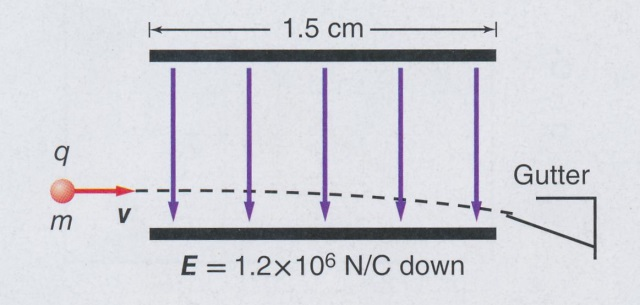 1.5 cm
q
m
v
Gutter
E = 1.2×10⁶ N/C down